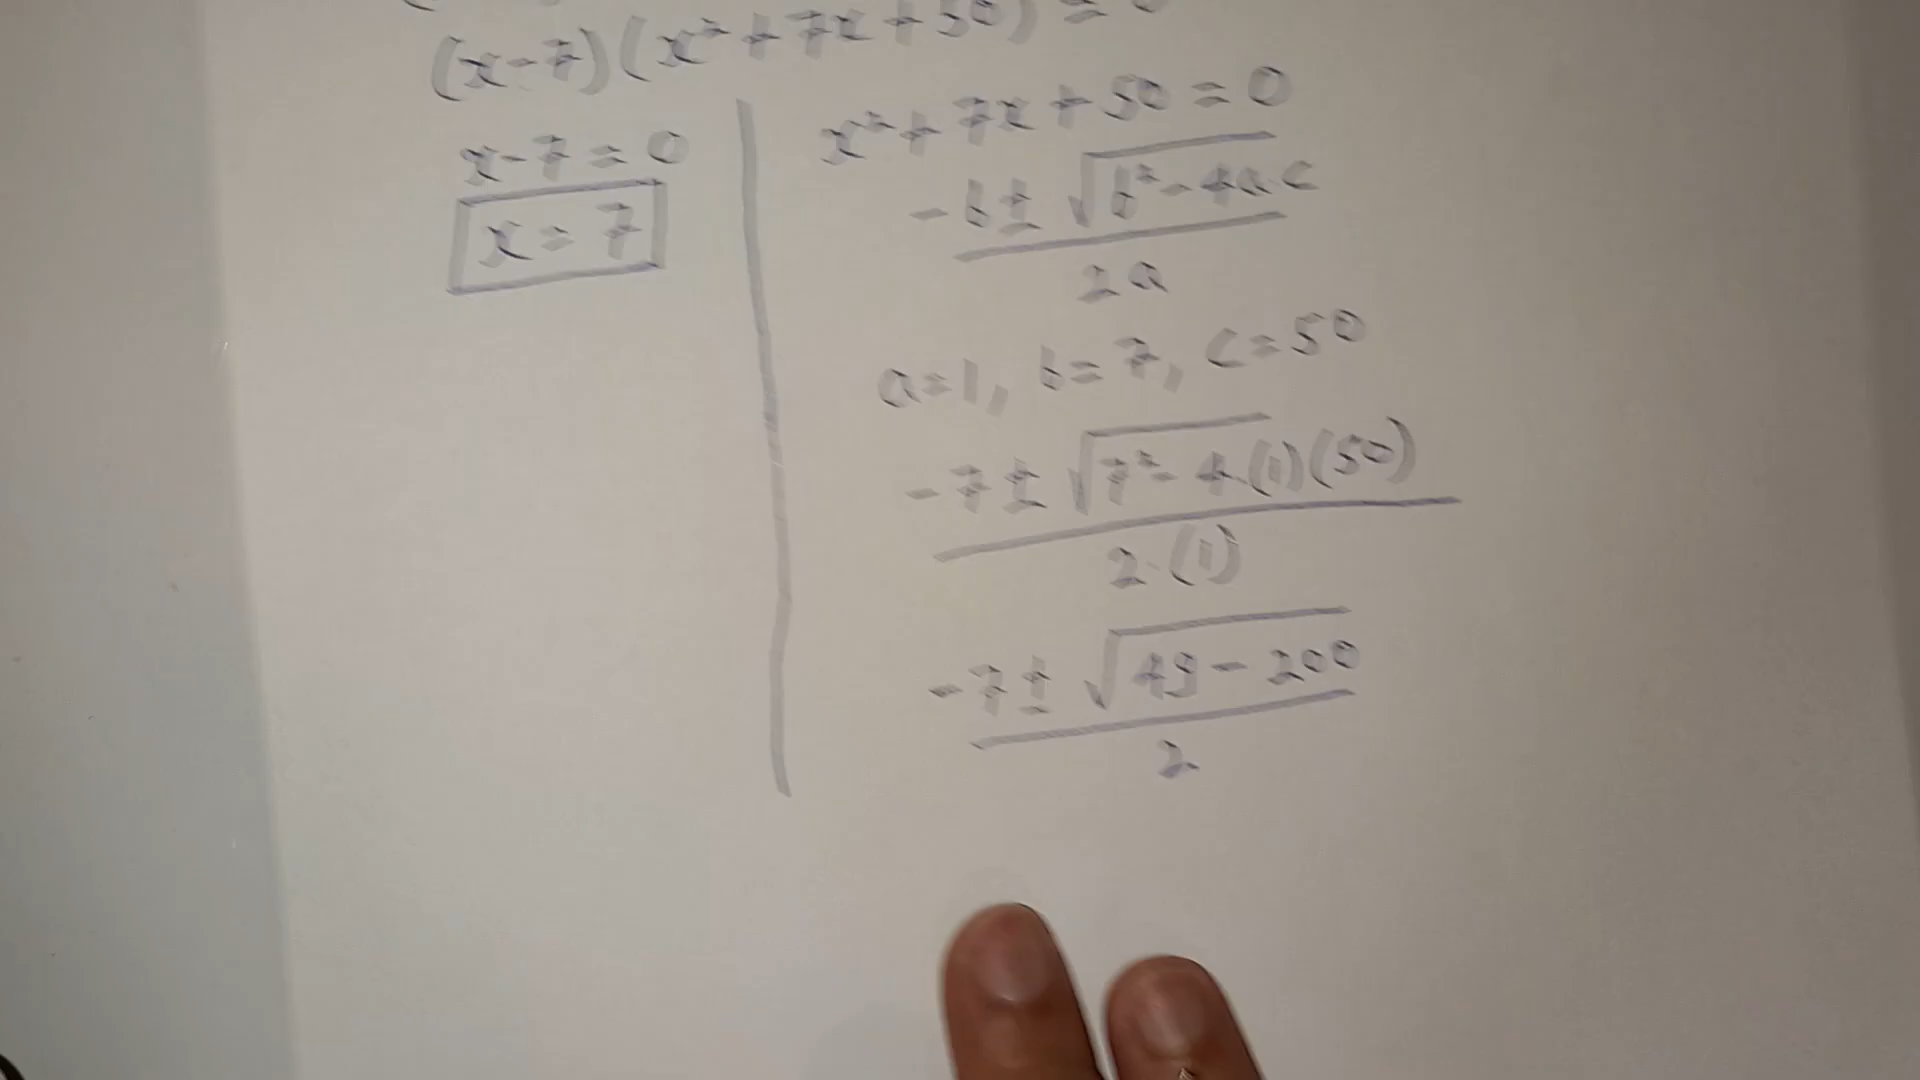 (x-7)(x²+7x+50) =
x-7=0
x=7
x²+7x+50=0
-b± √b²-4a.c
2a
a=1, b=7, c=50
-7± √7²-4.(1)(50)
2.(1)
-7± √49-200
2